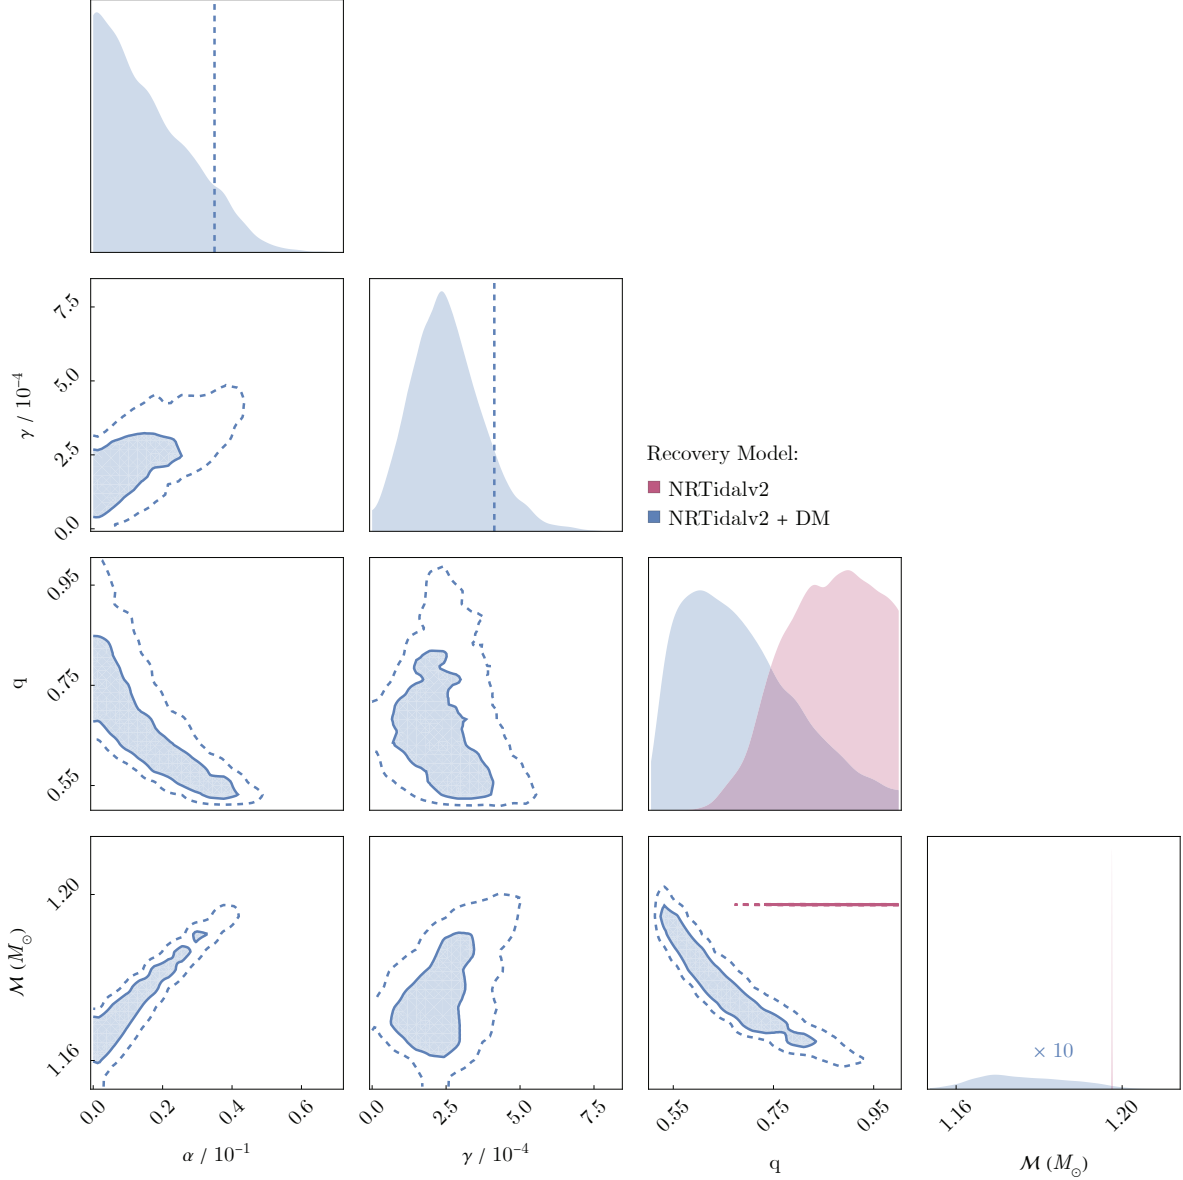 7.5
5.0
2.5
0.0
γ / 10⁻⁴
Recovery Model:
NRTidalv2
NRTidalv2 + DM
0.95
0.75
0.55
q
1.20
1.16
ℳ (M⊙)
× 10
0.0 0.2 0.4 0.6
0.0 2.5 5.0 7.5
0.55 0.75 0.95
1.16 1.20
α / 10⁻¹
γ / 10⁻⁴
q
ℳ (M⊙)